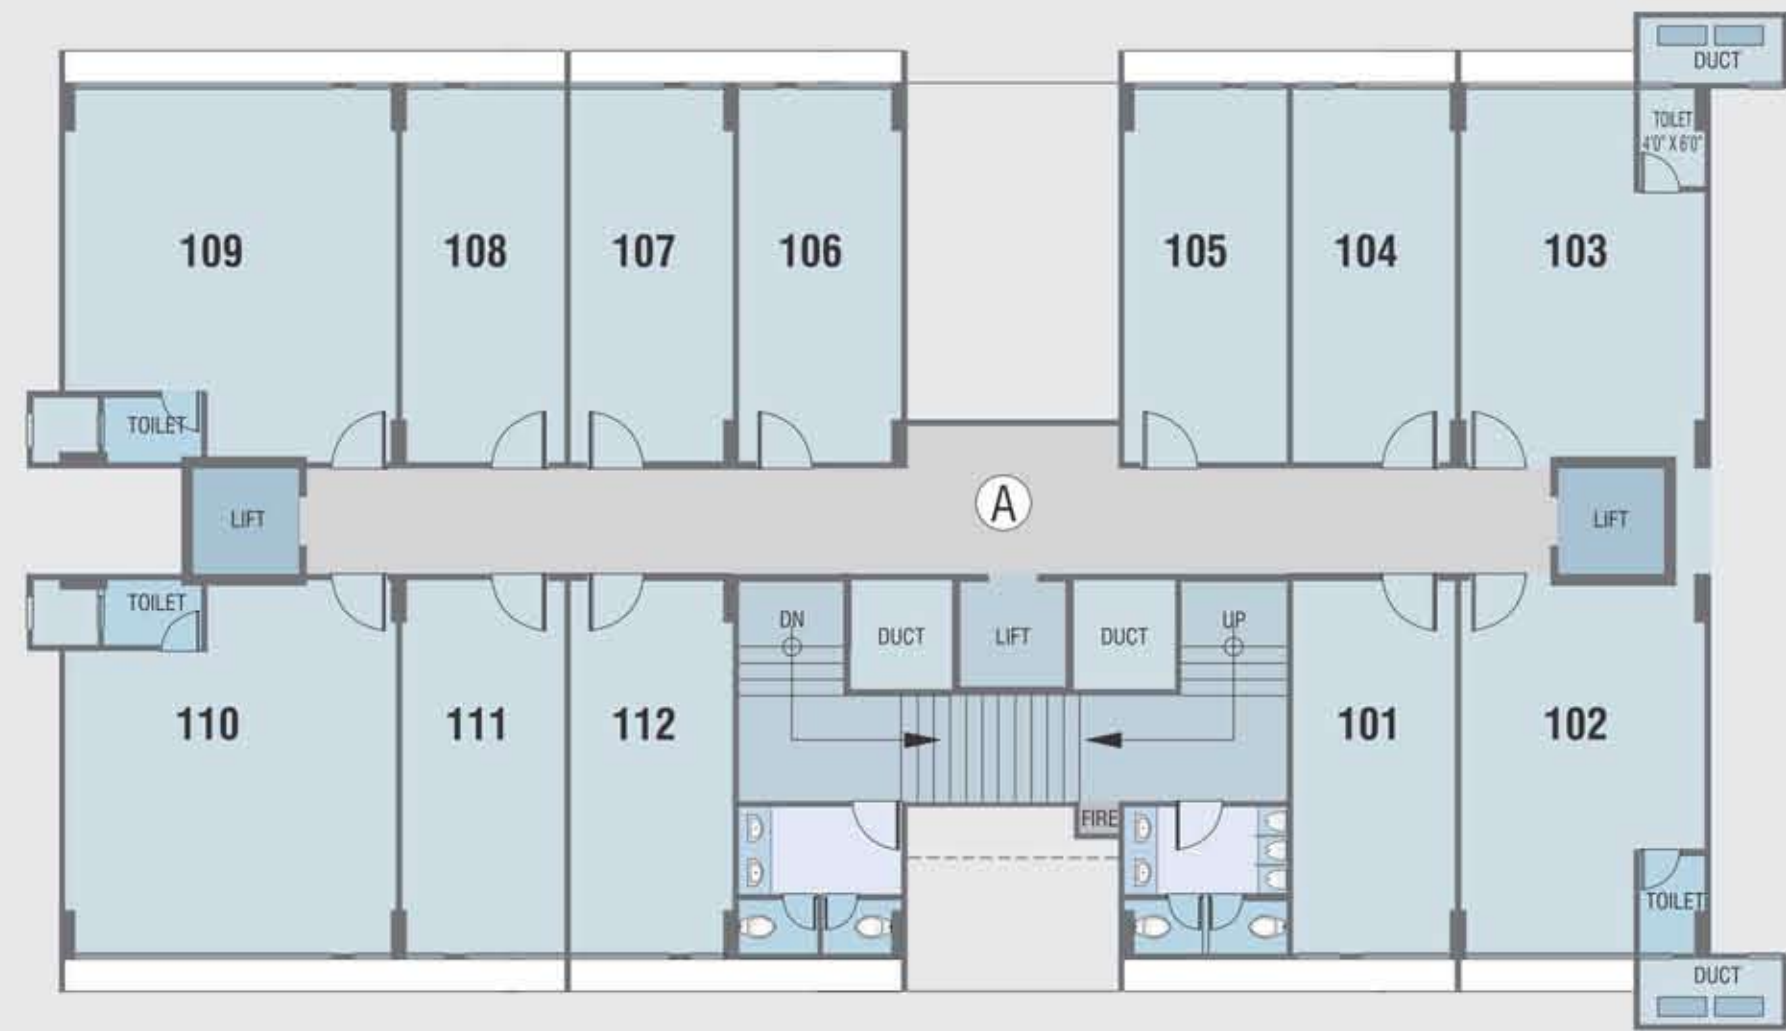 DUCT
TOILET
4'0" X 6'0"
109
108
107
106
105
104
103
TOILET
LIFT
A
LIFT
TOILET
DN
DUCT
LIFT
DUCT
UP
110
111
112
101
102
FIRE
TOILET
DUCT